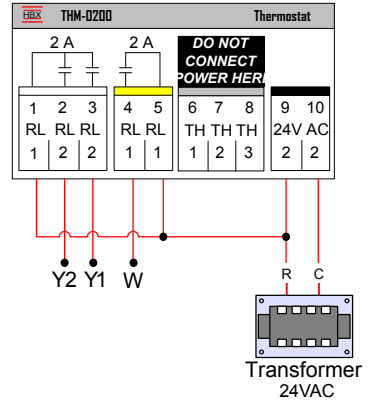 HBX THM-0200 Thermostat
2 A 2 A DO NOT
CONNECT
POWER HERE
1 2 3 4 5 6 7 8 9 10
RL RL RL RL RL TH TH TH 24V AC
1 2 2 1 1 1 2 3 2 2
Y2 Y1 W
R C
Transformer
24VAC